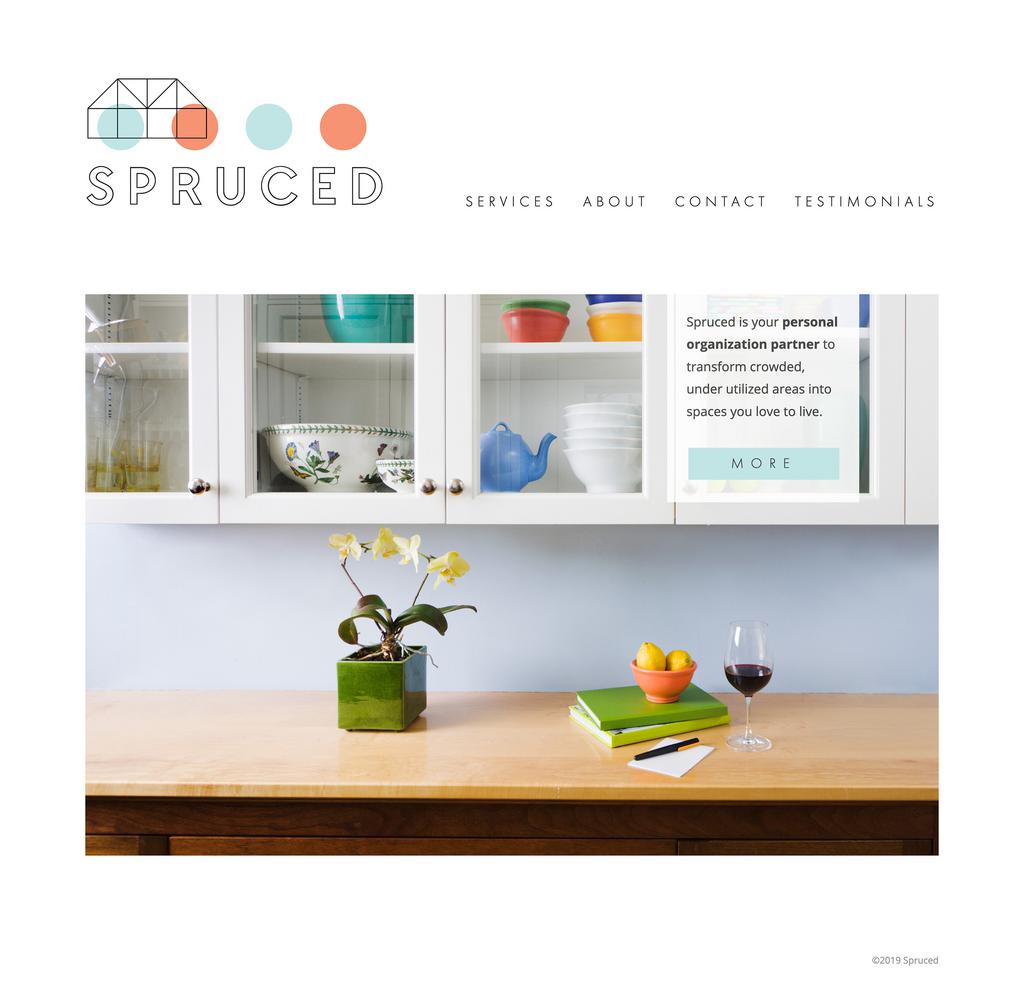 SPRUCED
SERVICES ABOUT CONTACT TESTIMONIALS
Spruced is your personal
organization partner to
transform crowded,
under utilized areas into
spaces you love to live.
MORE
©2019 Spruced